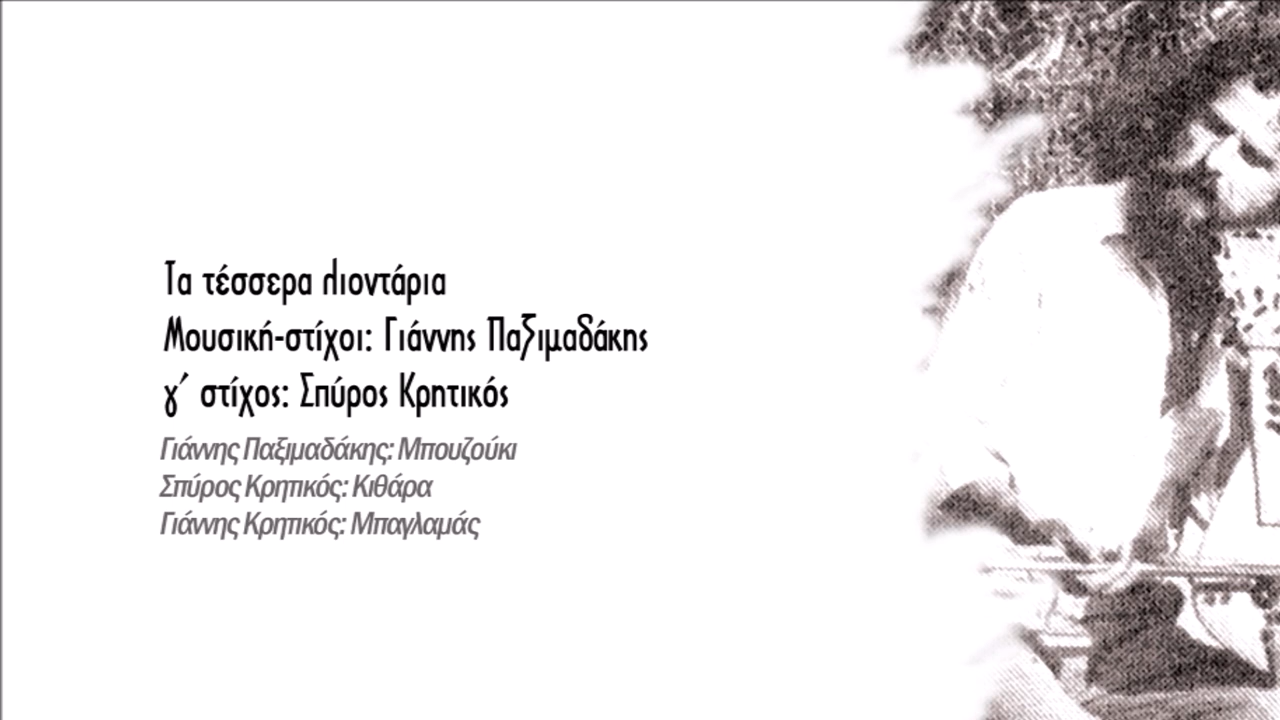 Τα τέσσερα λιοντάρια
Μουσική-στίχοι: Γιάννης Παξιμαδάκης
γ΄ στίχος: Σπύρος Κρητικός
Γιάννης Παξιμαδάκης: Μπουζούκι
Σπύρος Κρητικός: Κιθάρα
Γιάννης Κρητικός: Μπαγλαμάς